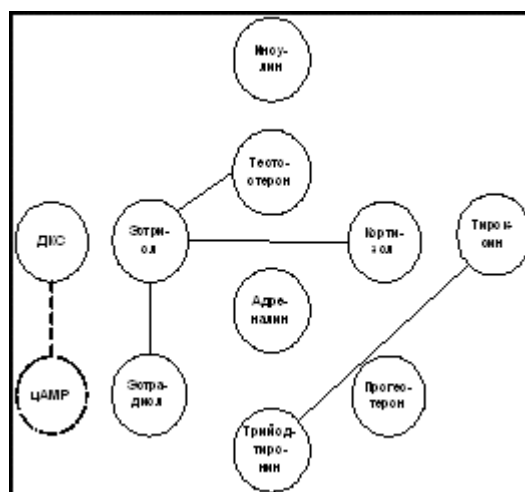 Инсу-
лин
Тесто-
стерон
ДКС
Эстри-
ол
Корти-
зол
Тирок-
син
Адре-
налин
цАМР
Эстра-
диол
Прогес-
терон
Трийод-
тиро-
нин